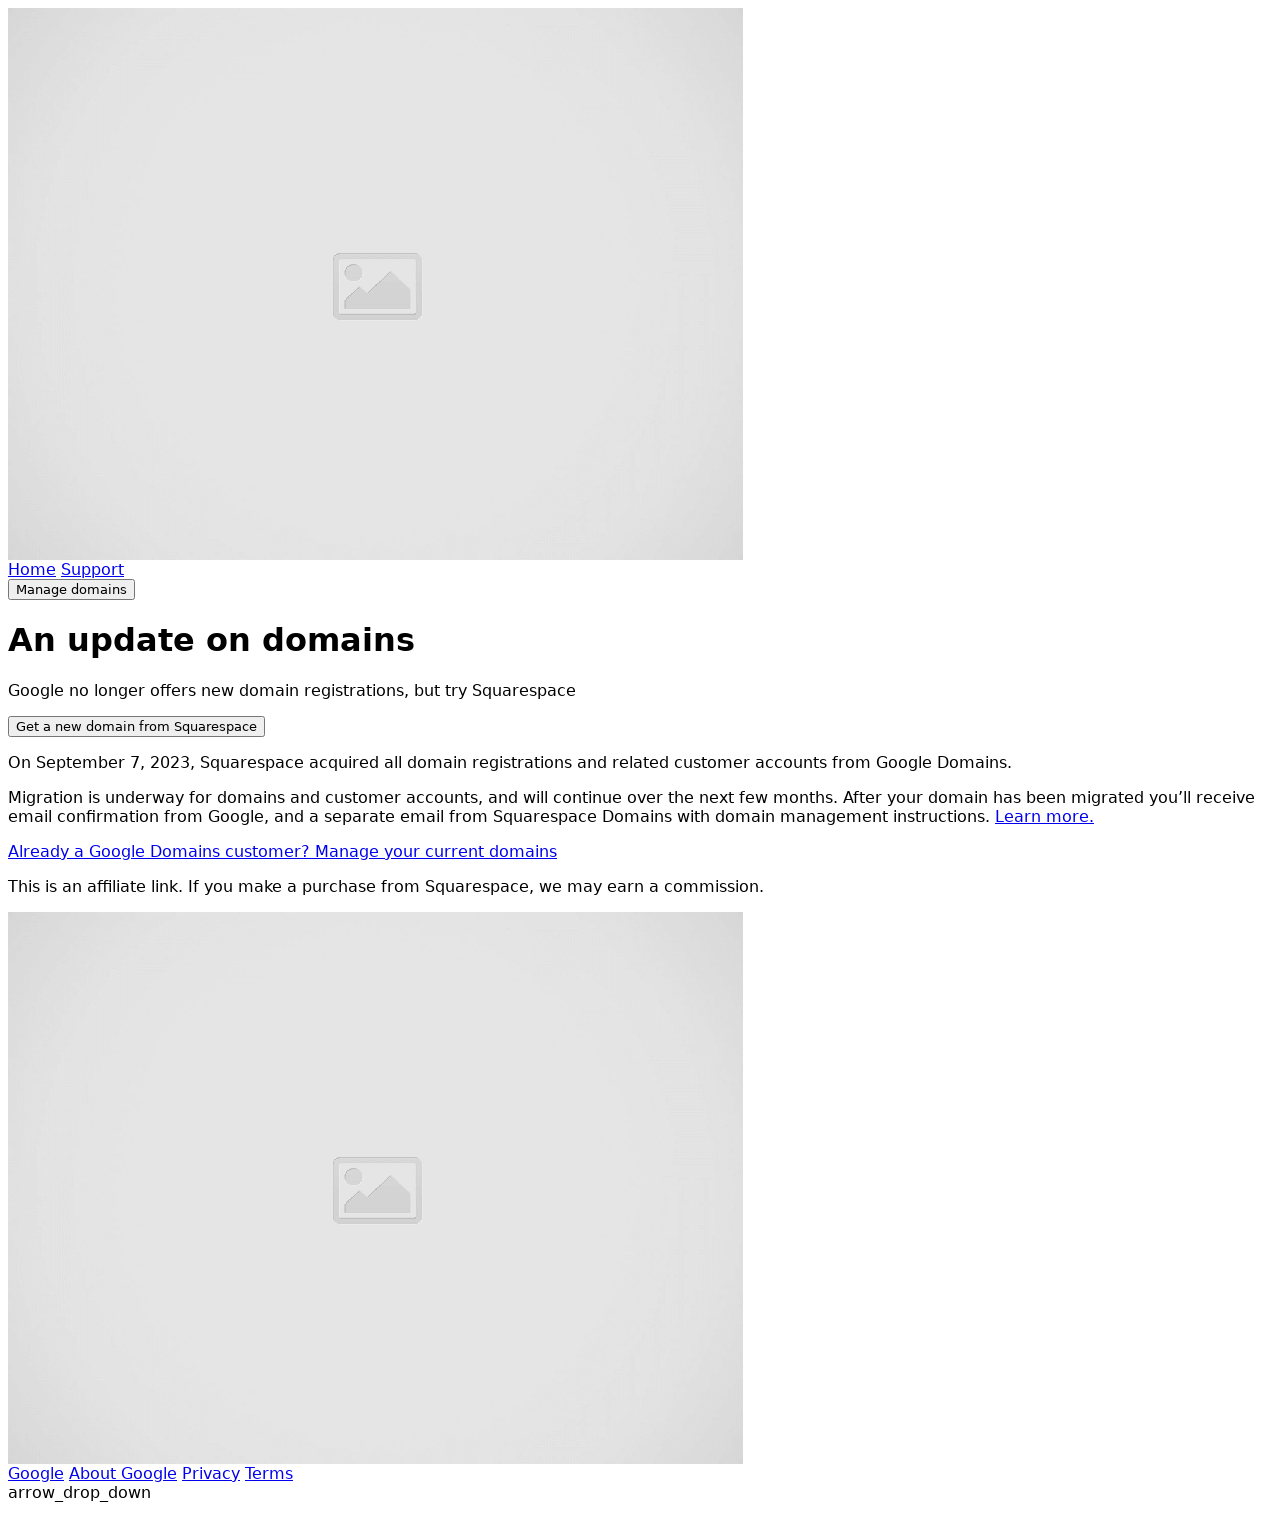 Home Support
Manage domains
An update on domains
Google no longer offers new domain registrations, but try Squarespace
Get a new domain from Squarespace
On September 7, 2023, Squarespace acquired all domain registrations and related customer accounts from Google Domains.
Migration is underway for domains and customer accounts, and will continue over the next few months. After your domain has been migrated you’ll receive
email confirmation from Google, and a separate email from Squarespace Domains with domain management instructions. Learn more.
Already a Google Domains customer? Manage your current domains
This is an affiliate link. If you make a purchase from Squarespace, we may earn a commission.
Google About Google Privacy Terms
arrow_drop_down